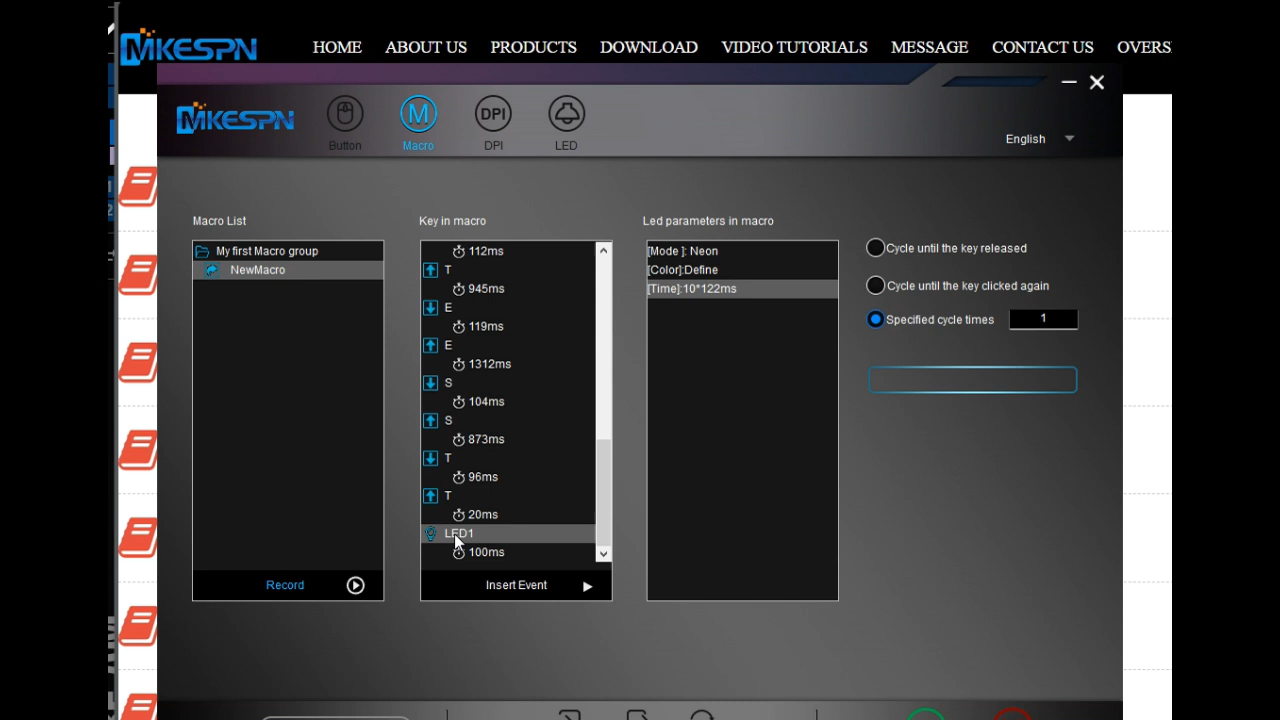 MKESPN
HOME ABOUT US PRODUCTS DOWNLOAD VIDEO TUTORIALS MESSAGE CONTACT US OVERS
MKESPN
M DPI
Button Macro DPI LED
English
Macro List
My first Macro group
NewMacro
Record
Key in macro
112ms
T
945ms
E
119ms
E
1312ms
S
104ms
S
873ms
T
96ms
T
20ms
LED1
100ms
Insert Event
Led parameters in macro
[Mode ]: Neon
[Color]:Define
[Time]:10*122ms
Cycle until the key released
Cycle until the key clicked again
Specified cycle times 1